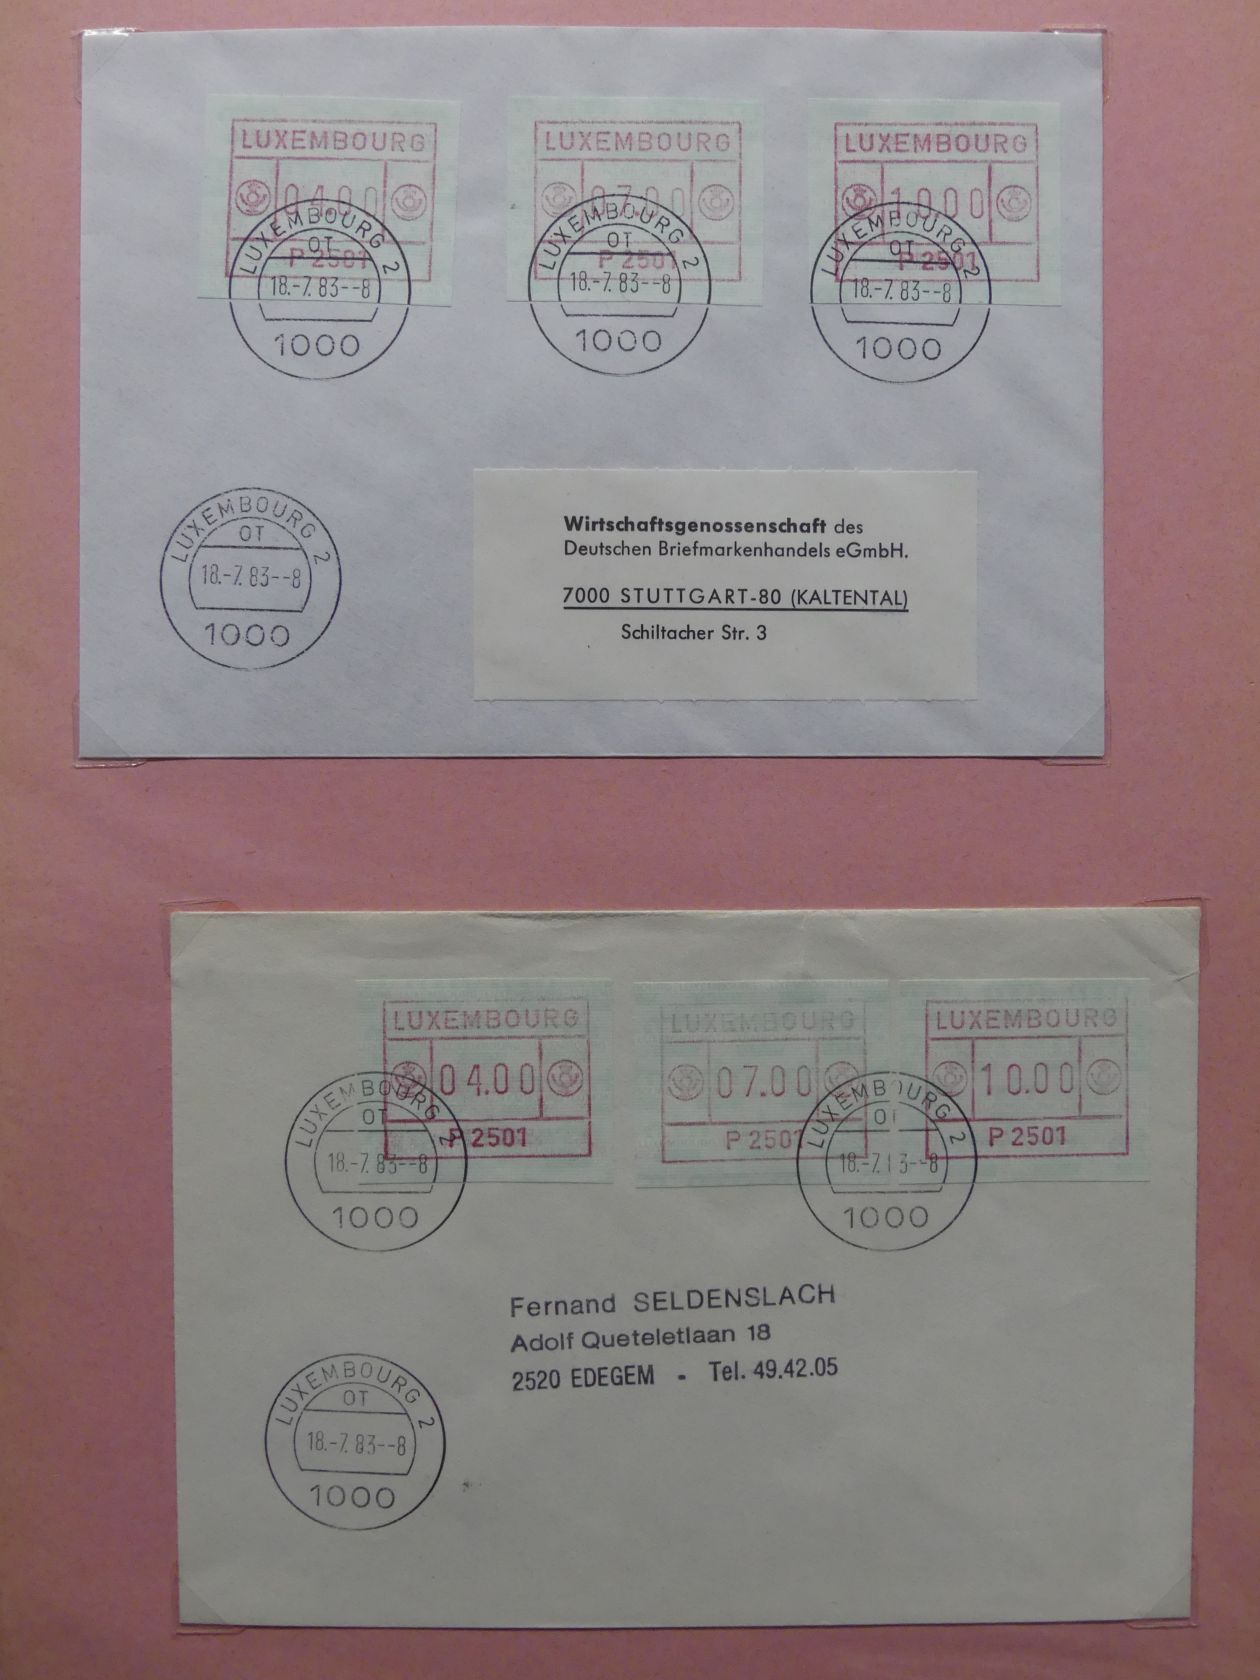 LUXEMBOURG LUXEMBOURG LUXEMBOURG
04.00 07.00 10.00
P 2501 P 2501 P 2501
LUXEMBOURG 2 LUXEMBOURG 2 LUXEMBOURG 2
OT OT OT
18.-7.83--8 18.-7.83--8 18.-7.83--8
1000 1000 1000
LUXEMBOURG 2
OT
18.-7.83--8
1000
Wirtschaftsgenossenschaft des
Deutschen Briefmarkenhandels eGmbH.
7000 STUTTGART-80 (KALTENTAL)
Schiltacher Str. 3
LUXEMBOURG LUXEMBOURG LUXEMBOURG
04.00 07.00 10.00
P 2501 P 2501 P 2501
LUXEMBOURG 2 LUXEMBOURG 2
OT OT
18.-7.83--8 18.-7.83--8
1000 1000
Fernand SELDENSLACH
Adolf Queteletlaan 18
2520 EDEGEM - Tel. 49.42.05
LUXEMBOURG 2
OT
18.-7.83--8
1000